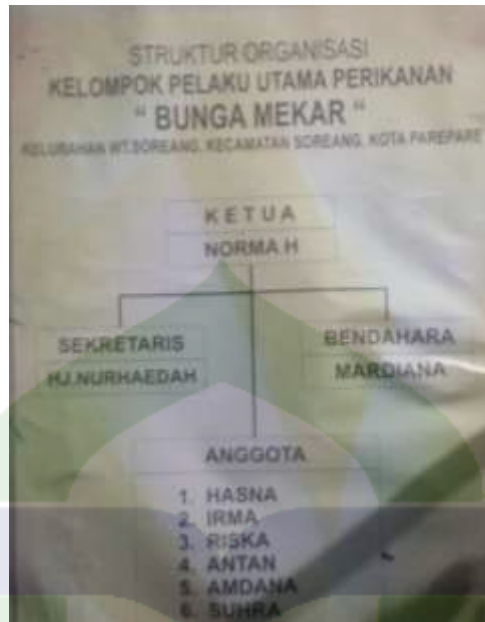 STRUKTUR ORGANISASI
KELOMPOK PELAKU UTAMA PERIKANAN
" BUNGA MEKAR "
KELURAHAN WT.SOREANG, KECAMATAN SOREANG, KOTA PAREPARE
KETUA
NORMA H
SEKRETARIS
HJ.NURHAEDAH
BENDAHARA
MARDIANA
ANGGOTA
1. HASNA
2. IRMA
3. RISKA
4. ANTAN
5. AMDANA
6. SUHRA